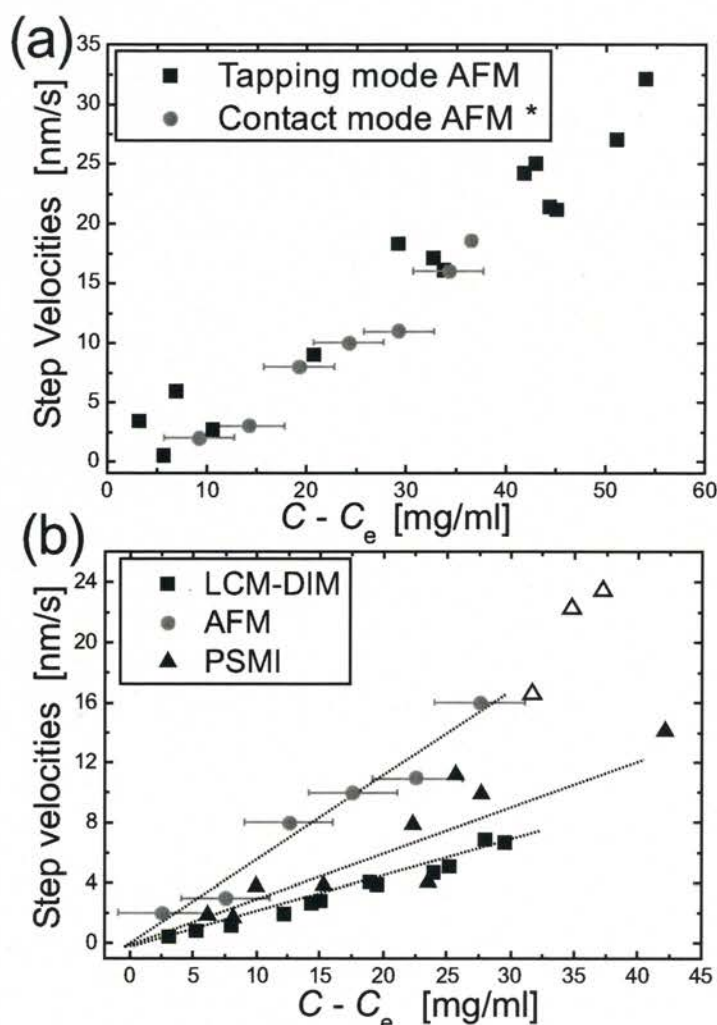 (a)
35
30
25
20
15
10
5
0
Step Velocities [nm/s]
Tapping mode AFM
Contact mode AFM *
0 10 20 30 40 50 60
C - Ce [mg/ml]
(b)
24
20
16
12
8
4
0
Step velocities [nm/s]
LCM-DIM
AFM
PSMI
0 5 10 15 20 25 30 35 40 45
C - Ce [mg/ml]